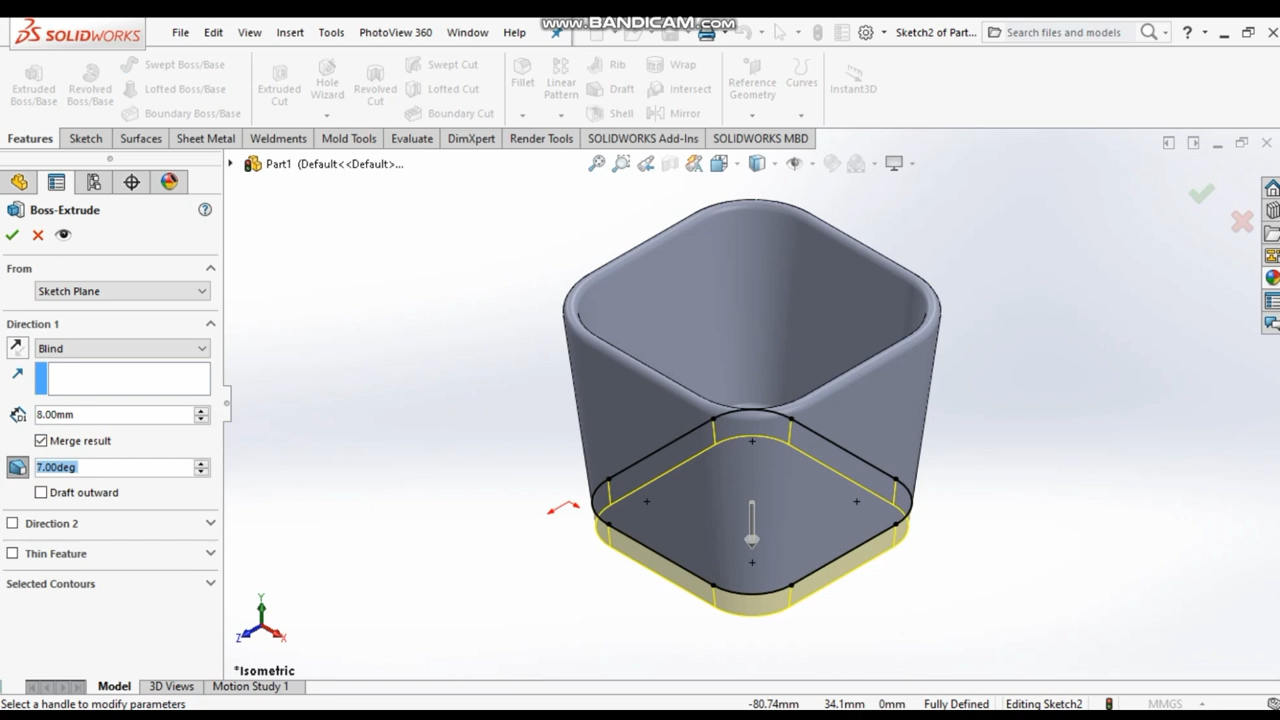 www.BANDICAM.com
SOLIDWORKS File Edit View Insert Tools PhotoView 360 Window Help Sketch2 of Part... Search files and models ?
Extruded Boss/Base
Revolved Boss/Base
Swept Boss/Base
Lofted Boss/Base
Boundary Boss/Base
Extruded Cut
Hole Wizard
Revolved Cut
Swept Cut
Lofted Cut
Boundary Cut
Fillet
Linear Pattern
Rib
Draft
Shell
Wrap
Intersect
Mirror
Reference Geometry
Curves
Instant3D
Features Sketch Surfaces Sheet Metal Weldments Mold Tools Evaluate DimXpert Render Tools SOLIDWORKS Add-Ins SOLIDWORKS MBD
Part1 (Default<<Default>...
Boss-Extrude ?
From
Sketch Plane
Direction 1
Blind
D1 8.00mm
Merge result
7.00deg
Draft outward
Direction 2
Thin Feature
Selected Contours
Y
Z X
*Isometric
Model 3D Views Motion Study 1
Select a handle to modify parameters -80.74mm 34.1mm 0mm Fully Defined Editing Sketch2 MMGS